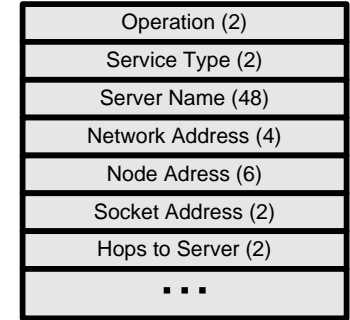 Operation (2)
Service Type (2)
Server Name (48)
Network Address (4)
Node Adress (6)
Socket Address (2)
Hops to Server (2)
...